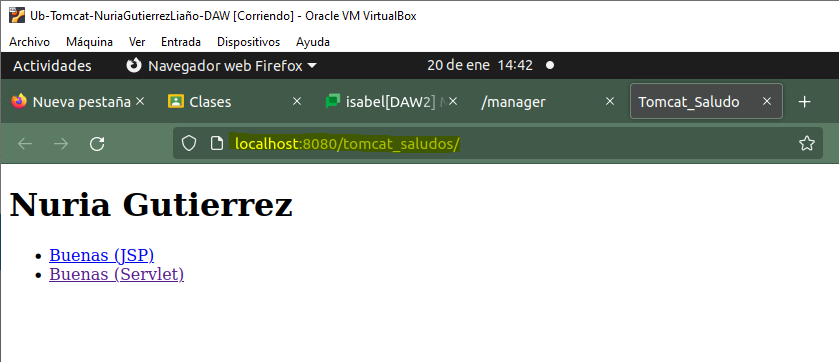 Ub-Tomcat-NuriaGutierrezLiaño-DAW [Corriendo] - Oracle VM VirtualBox
Archivo Máquina Ver Entrada Dispositivos Ayuda
Actividades Navegador web Firefox 20 de ene 14:42
Nueva pestaña Clases isabel[DAW2] /manager Tomcat_Saludo
localhost:8080/tomcat_saludos/
Nuria Gutierrez
Buenas (JSP)
Buenas (Servlet)